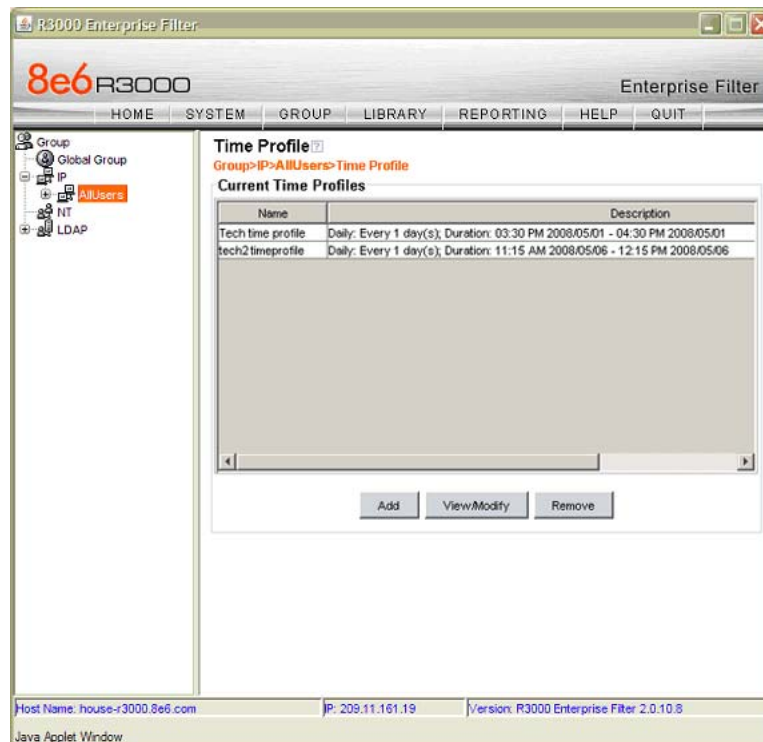 R3000 Enterprise Filter
8e6 R3000
Enterprise Filter
HOME SYSTEM GROUP LIBRARY REPORTING HELP QUIT
Group
Global Group
IP
AllUsers
NT
LDAP
Time Profile
Group>IP>AllUsers>Time Profile
Current Time Profiles
Name Description
Tech time profile Daily: Every 1 day(s); Duration: 03:30 PM 2008/05/01 - 04:30 PM 2008/05/01
tech2timeprotile Daily: Every 1 day(s); Duration: 11:15 AM 2008/05/06 - 12:15 PM 2008/05/06
Add View/Modify Remove
Host Name: house-r3000.8e6.com IP: 209.11.161.19 Version: R3000 Enterprise Filter 2.0.10.8
Java Applet Window